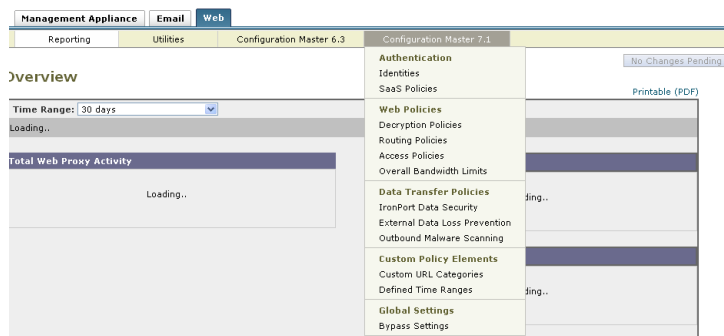 Management Appliance Email Web
Reporting Utilities Configuration Master 6.3 Configuration Master 7.1
No Changes Pending
Overview
Printable (PDF)
Time Range: 30 days
Loading..
Total Web Proxy Activity
Loading..
Authentication
Identities
SaaS Policies
Web Policies
Decryption Policies
Routing Policies
Access Policies
Overall Bandwidth Limits
Data Transfer Policies
IronPort Data Security
External Data Loss Prevention
Outbound Malware Scanning
Custom Policy Elements
Custom URL Categories
Defined Time Ranges
Global Settings
Bypass Settings
ding..
ding..